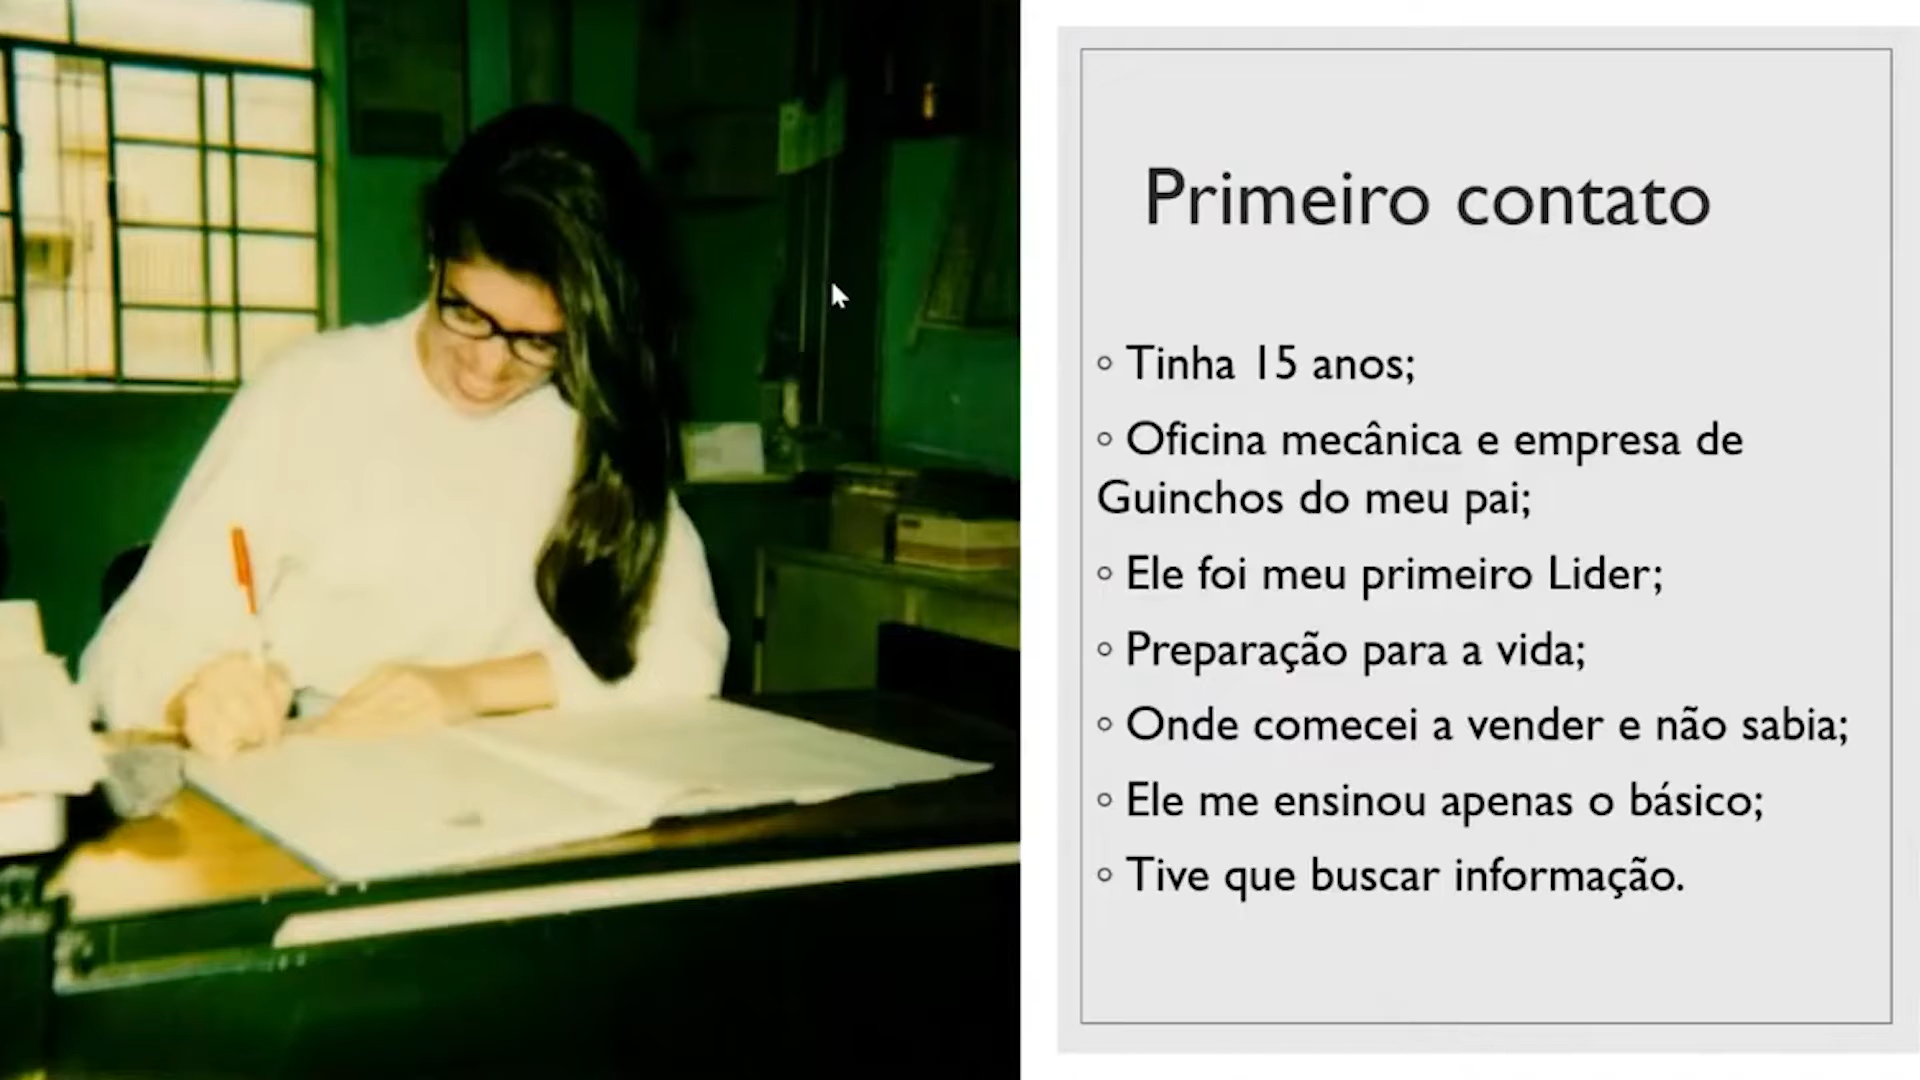 Primeiro contato
◦ Tinha 15 anos;
◦ Oficina mecânica e empresa de
Guinchos do meu pai;
◦ Ele foi meu primeiro Lider;
◦ Preparação para a vida;
◦ Onde comecei a vender e não sabia;
◦ Ele me ensinou apenas o básico;
◦ Tive que buscar informação.